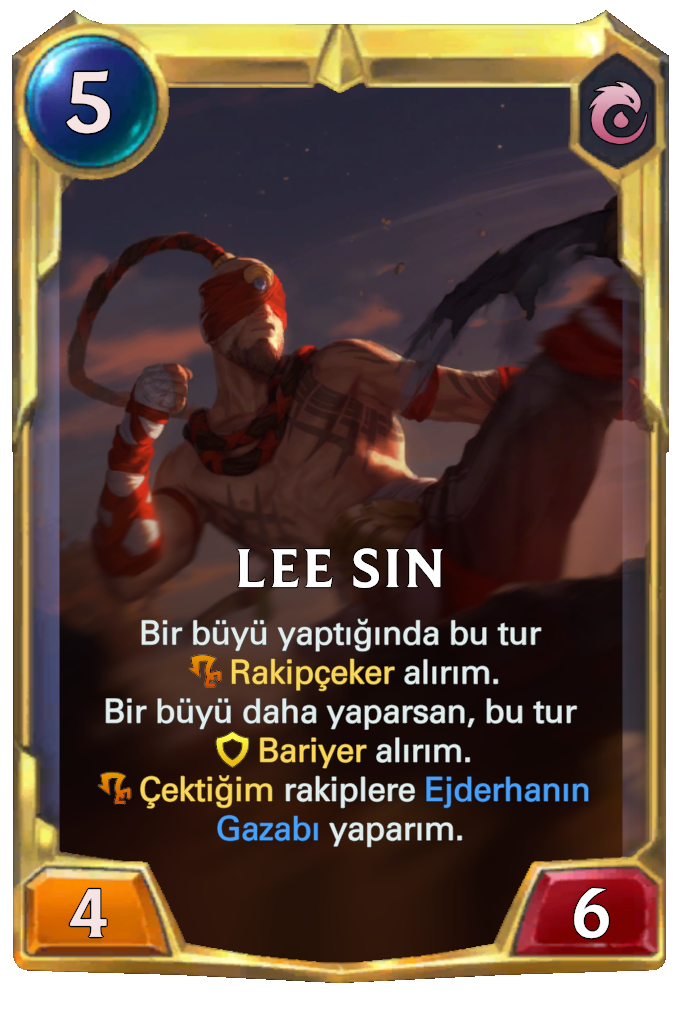 5
LEE SIN
Bir büyü yaptığında bu tur
Rakipçeker alırım.
Bir büyü daha yaparsan, bu tur
Bariyer alırım.
Çektiğim rakiplere Ejderhanın
Gazabı yaparım.
4
6